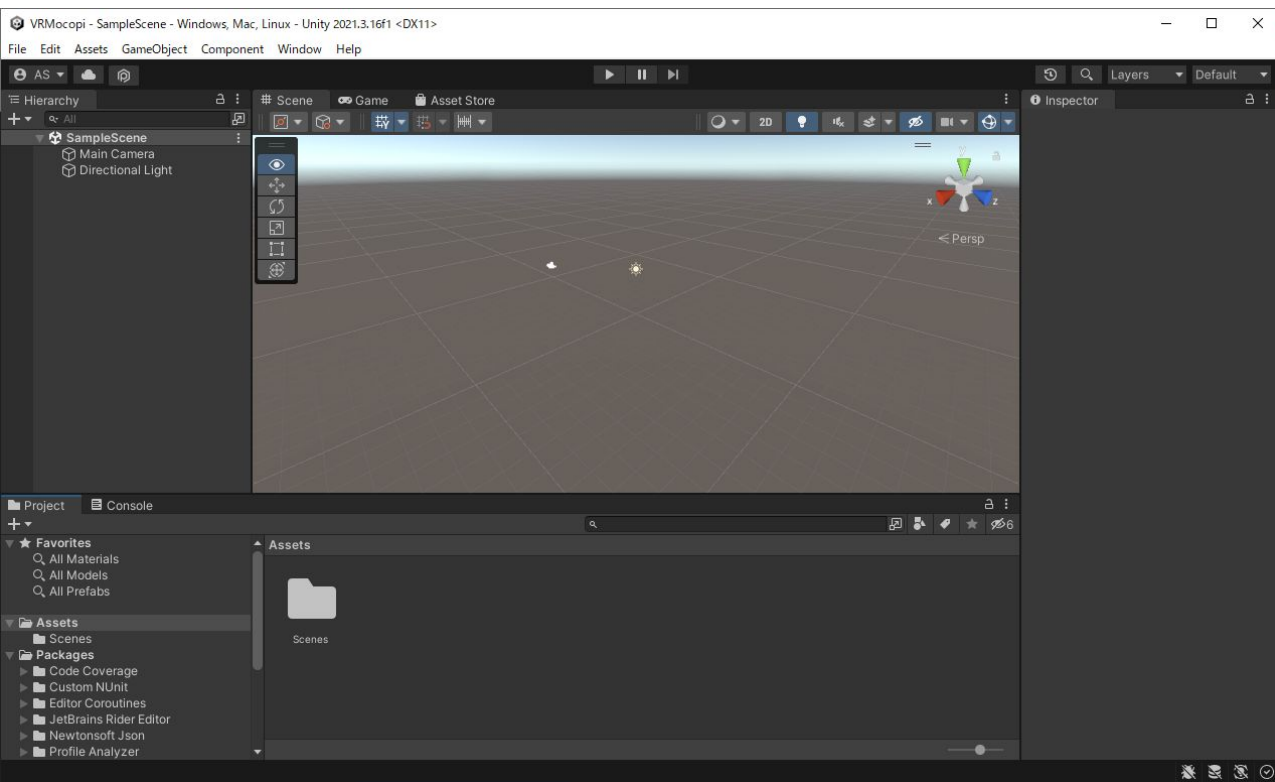 VRMocopi - SampleScene - Windows, Mac, Linux - Unity 2021.3.16f1 <DX11>
File Edit Assets GameObject Component Window Help
AS Layers Default
Hierarchy
All
SampleScene
Main Camera
Directional Light
Scene Game Asset Store
2D
y
x
z
Persp
Inspector
Project Console
6
Favorites
All Materials
All Models
All Prefabs
Assets
Scenes
Packages
Code Coverage
Custom NUnit
Editor Coroutines
JetBrains Rider Editor
Newtonsoft Json
Profile Analyzer
Assets
Scenes